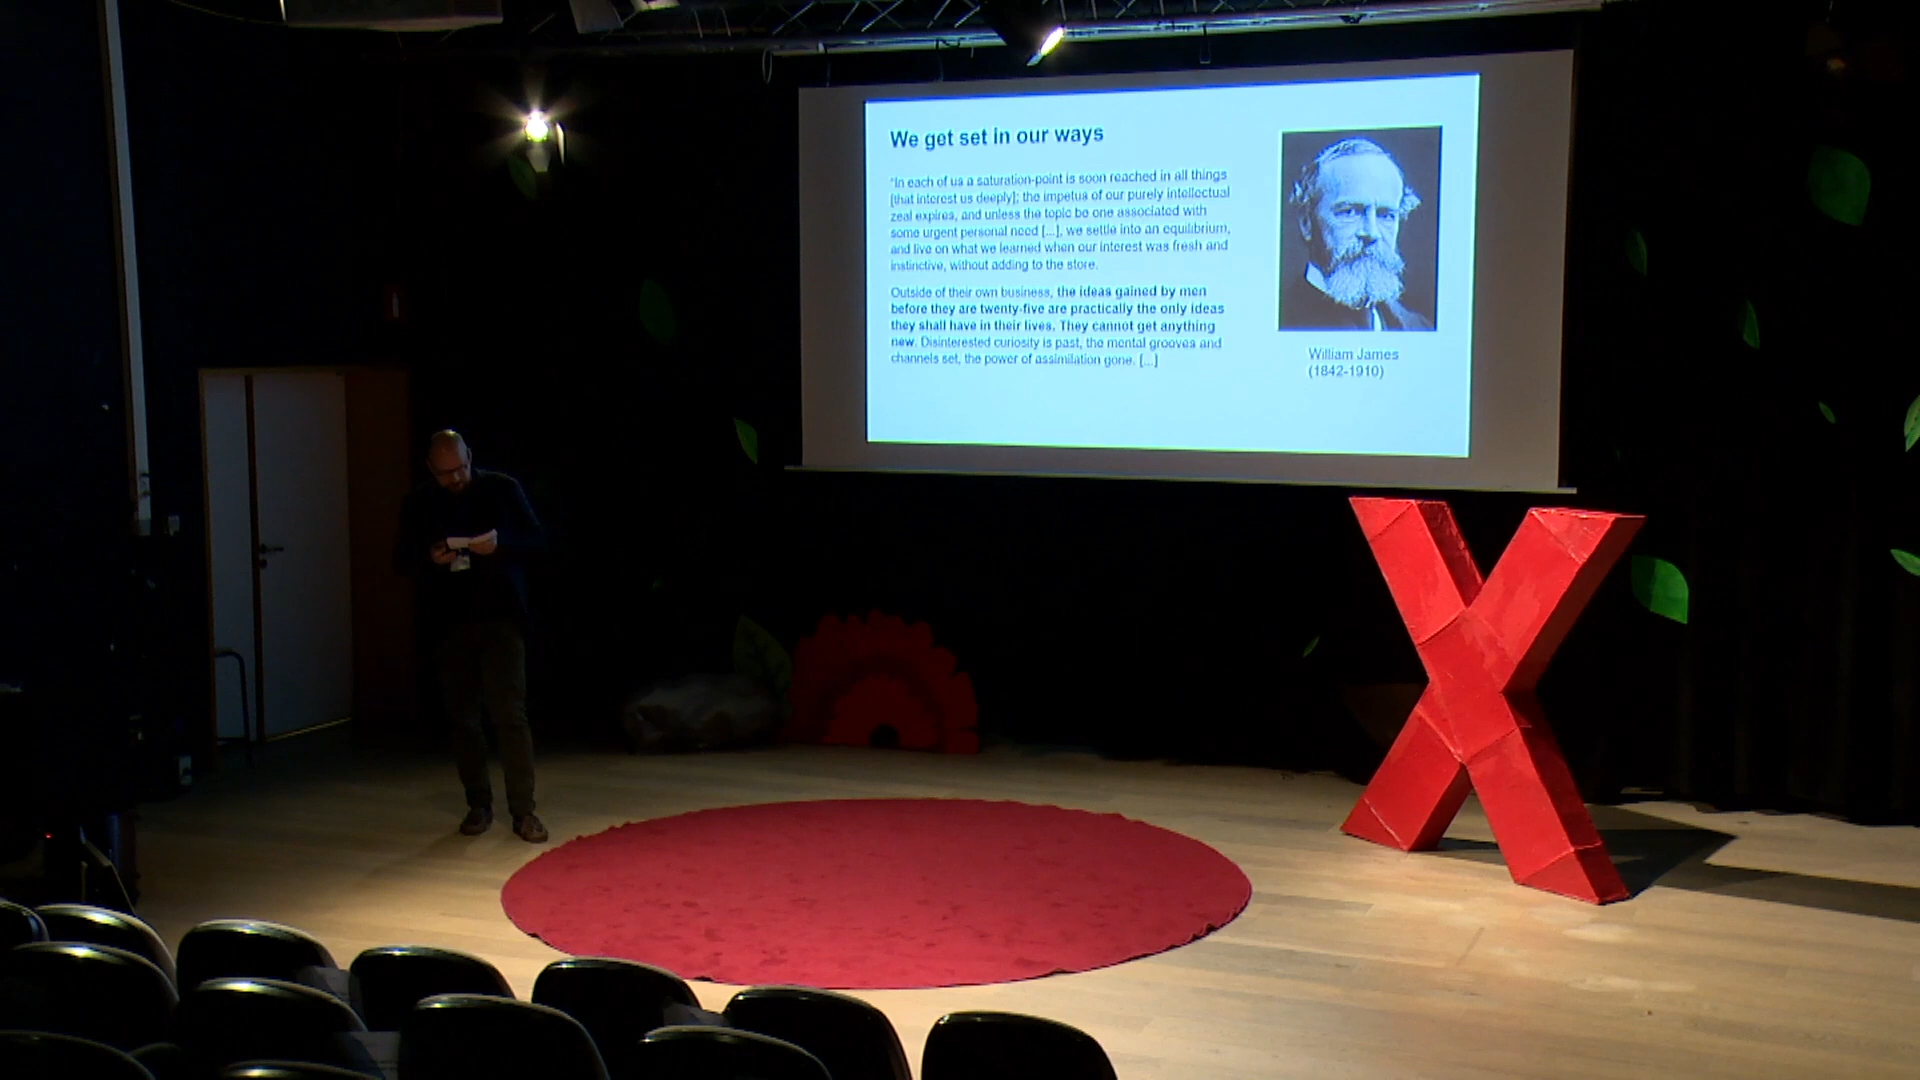 We get set in our ways
"In each of us a saturation-point is soon reached in all things
[that interest us deeply]; the impetus of our purely intellectual
zeal expires, and unless the topic be one associated with
some urgent personal need [...], we settle into an equilibrium,
and live on what we learned when our interest was fresh and
instinctive, without adding to the store.
Outside of their own business, the ideas gained by men
before they are twenty-five are practically the only ideas
they shall have in their lives. They cannot get anything
new. Disinterested curiosity is past, the mental grooves and
channels set, the power of assimilation gone. [...]
William James
(1842-1910)
X